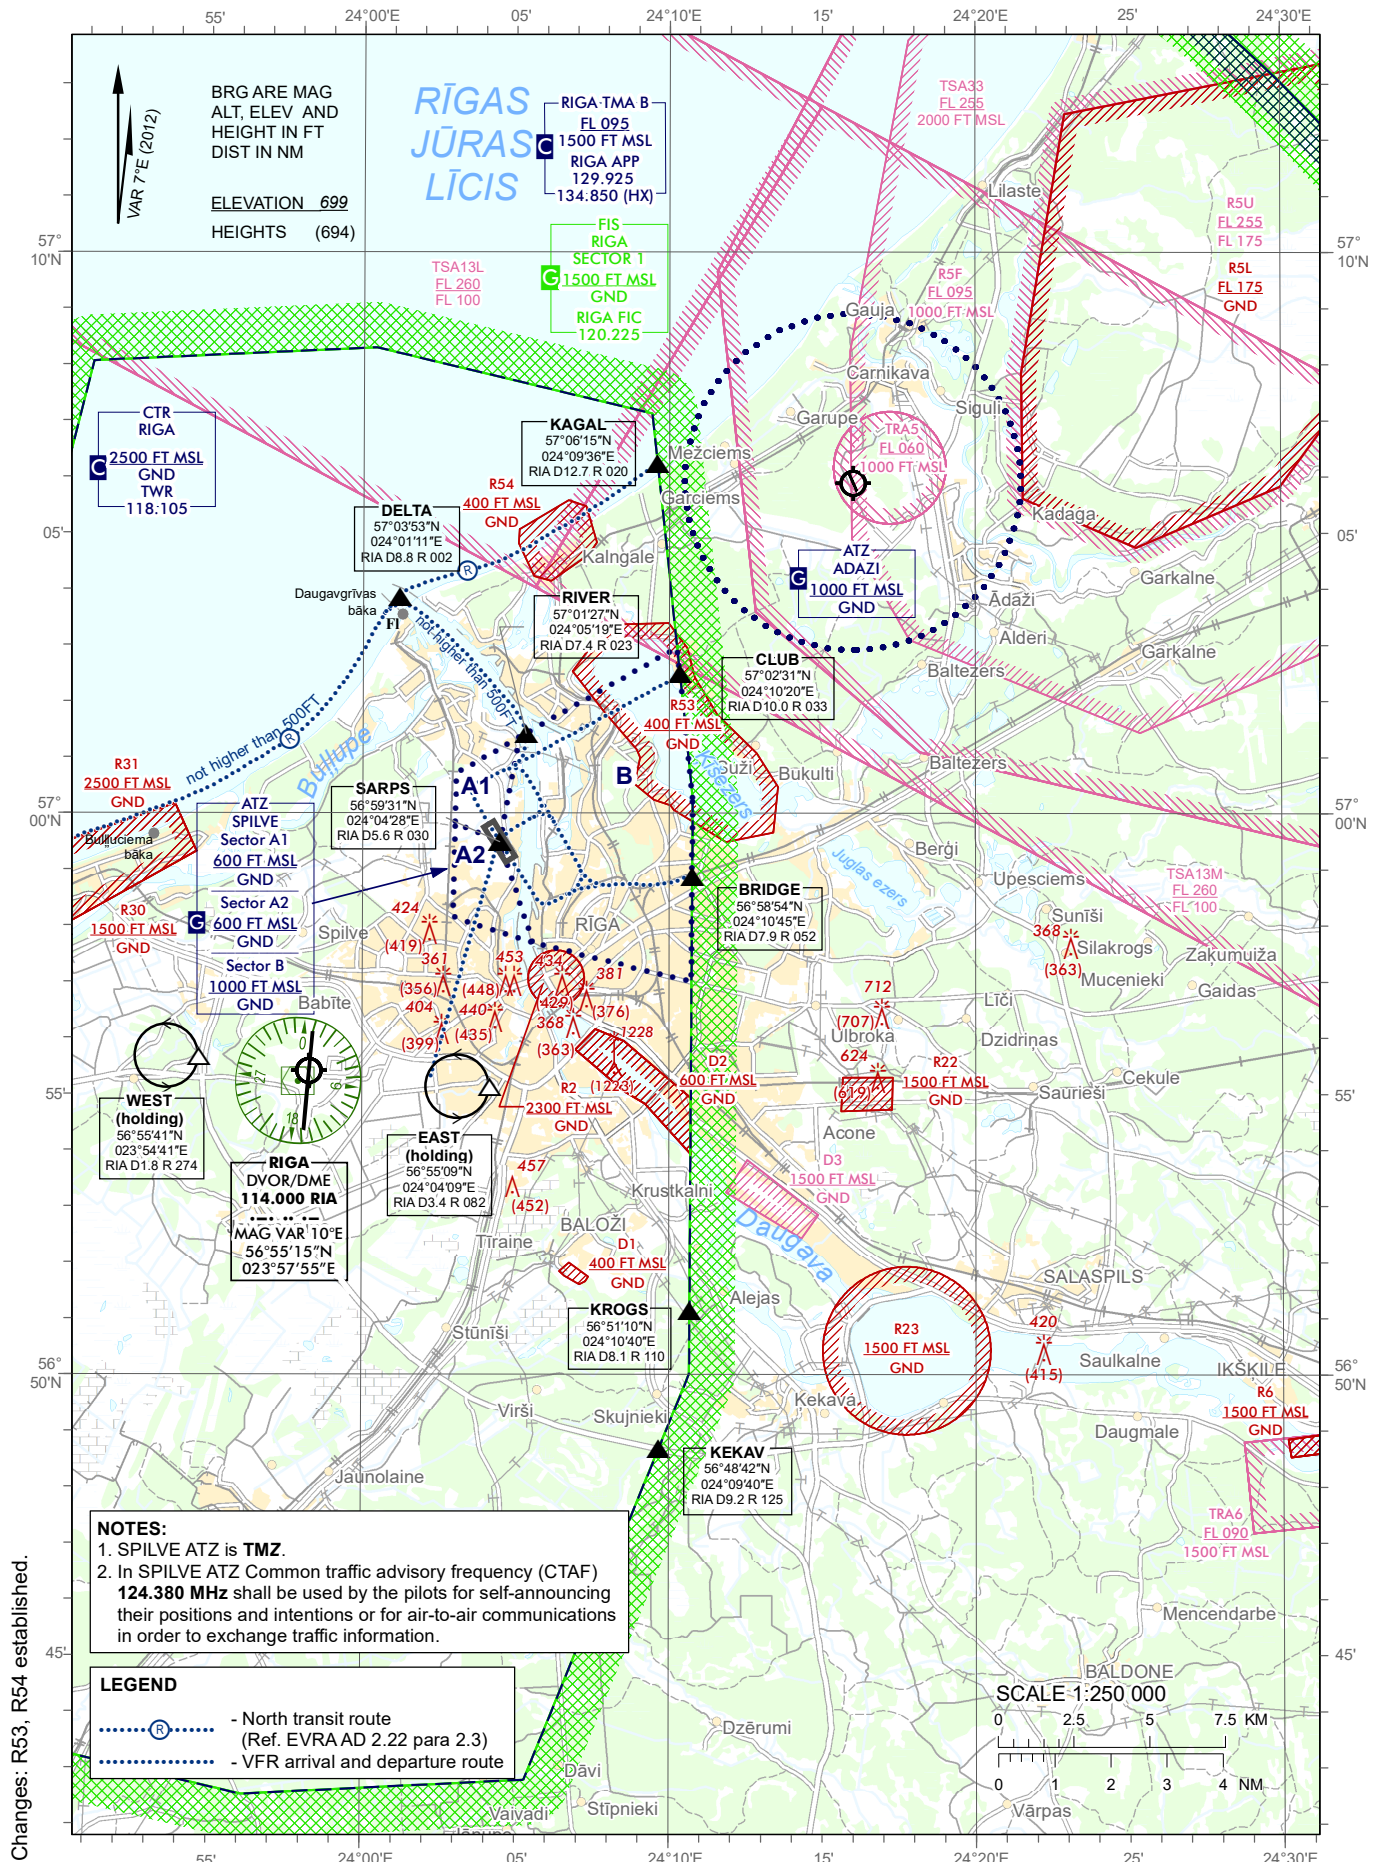 55'
24°00'E
05'
24°10'E
15'
24°20'E
25'
24°30'E
VAR 7°E (2012)
BRG ARE MAG
ALT, ELEV AND
HEIGHT IN FT
DIST IN NM
ELEVATION 699
HEIGHTS (694)
RĪGAS
JŪRAS
LĪCIS
RIGA TMA B
FL 095
1500 FT MSL
C
RIGA APP
129.925
134.850 (HX)
FIS
RIGA
SECTOR 1
G
1500 FT MSL
GND
RIGA FIC
120.225
TSA13L
FL 260
FL 100
TSA33
FL 255
2000 FT MSL
Lilaste
R5U
FL 255
FL 175
R5L
FL 175
GND
R5F
FL 095
1000 FT MSL
57°
10'N
57°
10'N
Gauja
Carnikava
Garupe
Siguļi
TRA5
FL 060
1000 FT MSL
CTR
RIGA
C
2500 FT MSL
GND
TWR
118.105
KAGAL
57°06'15"N
024°09'36"E
RIA D12.7 R 020
Mežciems
Garciems
R54
400 FT MSL
GND
DELTA
57°03'53"N
024°01'11"E
RIA D8.8 R 002
R
Kalngale
Kadaga
05'
05'
ATZ
ADAZI
G
1000 FT MSL
GND
Garkalne
Ādaži
Alderi
Garkalne
Baltezers
Daugavgrīvas
bāka
Fl
not higher than 500FT
RIVER
57°01'27"N
024°05'19"E
RIA D7.4 R 023
CLUB
57°02'31"N
024°10'20"E
RIA D10.0 R 033
R53
400 FT MSL
GND
not higher than 500FT
R
Buļļupe
A1
B
Suži
Ķīšezers
Bukulti
Baltezers
R31
2500 FT MSL
GND
SARPS
56°59'31"N
024°04'28"E
RIA D5.6 R 030
57°
00'N
57°
00'N
Buļļuciema
bāka
ATZ
SPILVE
Sector A1
600 FT MSL
GND
Sector A2
G
600 FT MSL
GND
Sector B
1000 FT MSL
GND
A2
Berģi
Juglas ezers
Upesciems
TSA13M
FL 260
FL 100
R30
1500 FT MSL
GND
BRIDGE
56°58'54"N
024°10'45"E
RIA D7.9 R 052
Spilve
RĪGA
424
(419)
361
(356)
453
(448)
434
(429)
381
(376)
404
(399)
440
(435)
368
(363)
1228
(1223)
Sunīši
368
(363)
Silakrogs
Mucenieki
Zaķumuiža
Gaidas
Babīte
712
(707)
Ulbroka
Līči
Dzidrinas
624
(619)
R22
1500 FT MSL
GND
Cekule
Saurieši
Acone
0
9
18
27
55'
55'
WEST
(holding)
56°55'41"N
023°54'41"E
RIA D1.8 R 274
EAST
(holding)
56°55'09"N
024°04'09"E
RIA D3.4 R 082
R2
2300 FT MSL
GND
D2
600 FT MSL
GND
RIGA
DVOR/DME
114.000 RIA
MAG VAR 10°E
56°55'15"N
023°57'55"E
457
(452)
D3
1500 FT MSL
GND
Krustkalni
Daugava
BALOŽI
Tīraine
D1
400 FT MSL
GND
SALASPILS
Alejas
KROGS
56°51'10"N
024°10'40"E
RIA D8.1 R 110
Stūnīši
R23
1500 FT MSL
GND
420
(415)
Saulkalne
IKŠĶILE
56°
50'N
56°
50'N
R6
1500 FT MSL
GND
Virši
Skujnieki
Ķekava
Daugmale
Jaunolaine
KEKAV
56°48'42"N
024°09'40"E
RIA D9.2 R 125
TRA6
FL 090
1500 FT MSL
NOTES:
1. SPILVE ATZ is TMZ.
2. In SPILVE ATZ Common traffic advisory frequency (CTAF)
124.380 MHz shall be used by the pilots for self-announcing
their positions and intentions or for air-to-air communications
in order to exchange traffic information.
Mencendarbe
45'
45'
BALDONE
LEGEND
R
- North transit route
(Ref. EVRA AD 2.22 para 2.3)
- VFR arrival and departure route
SCALE 1:250 000
0
2.5
5
7.5 KM
0
1
2
3
4 NM
Dzērumi
Dāvi
Stīpnieki
Vaivadi
Vārpas
Changes: R53, R54 established.
55'
24°00'E
05'
24°10'E
15'
24°20'E
25'
24°30'E